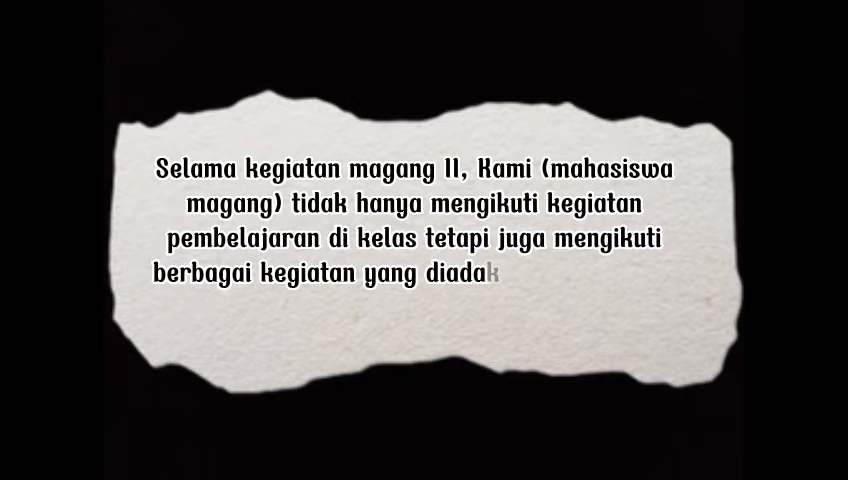 Selama kegiatan magang II, Kami (mahasiswa
magang) tidak hanya mengikuti kegiatan
pembelajaran di kelas tetapi juga mengikuti
berbagai kegiatan yang diadak